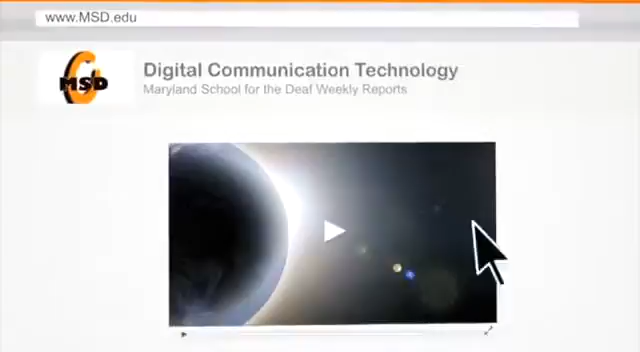 www.MSD.edu
MSD
Digital Communication Technology
Maryland School for the Deaf Weekly Reports